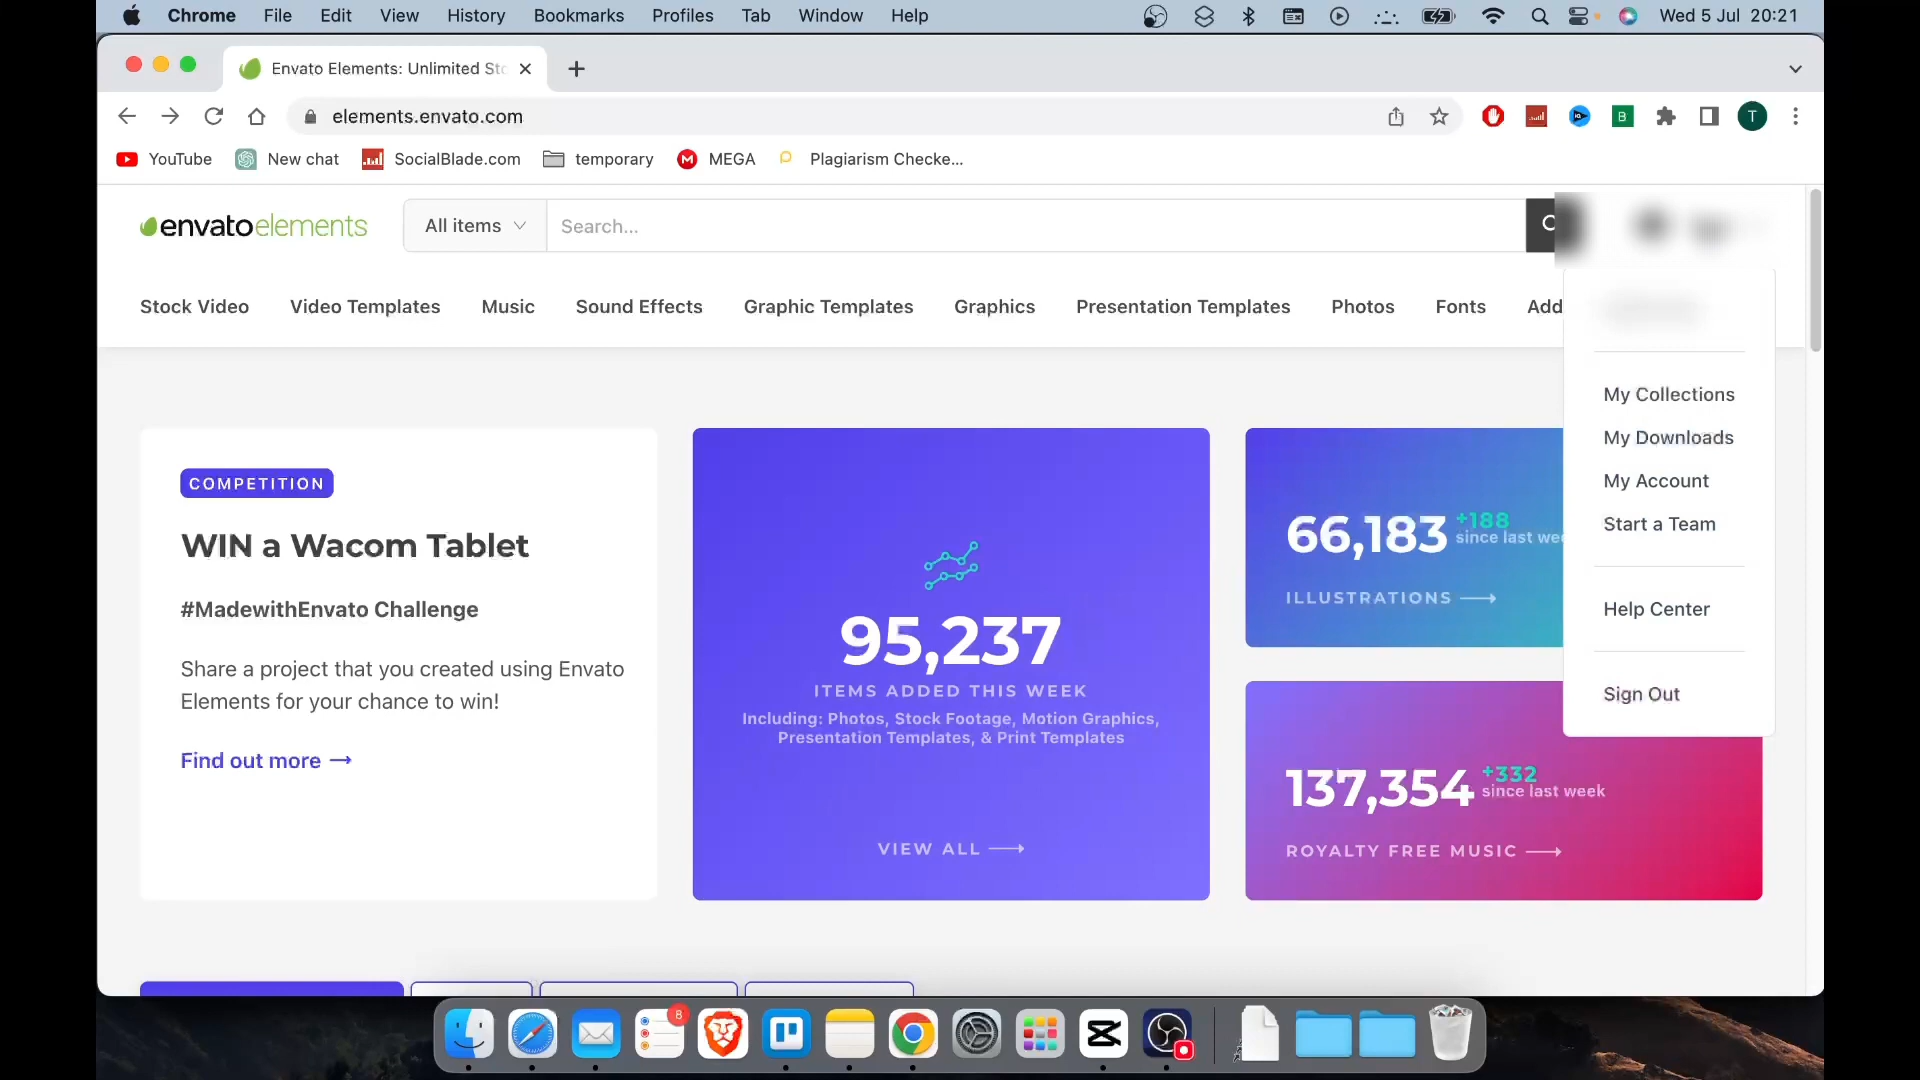 Chrome File Edit View History Bookmarks Profiles Tab Window Help Wed 5 Jul 20:21
Envato Elements: Unlimited Sto
elements.envato.com
T
YouTube New chat SocialBlade.com temporary MEGA Plagiarism Checke...
envatoelements All items Search...
Stock Video Video Templates Music Sound Effects Graphic Templates Graphics Presentation Templates Photos Fonts Add
COMPETITION
WIN a Wacom Tablet
#MadewithEnvato Challenge
Share a project that you created using Envato
Elements for your chance to win!
Find out more →
95,237
ITEMS ADDED THIS WEEK
Including: Photos, Stock Footage, Motion Graphics,
Presentation Templates, & Print Templates
VIEW ALL →
66,183 +188
since last wee
ILLUSTRATIONS →
137,354 +332
since last week
ROYALTY FREE MUSIC →
My Collections
My Downloads
My Account
Start a Team
Help Center
Sign Out
8